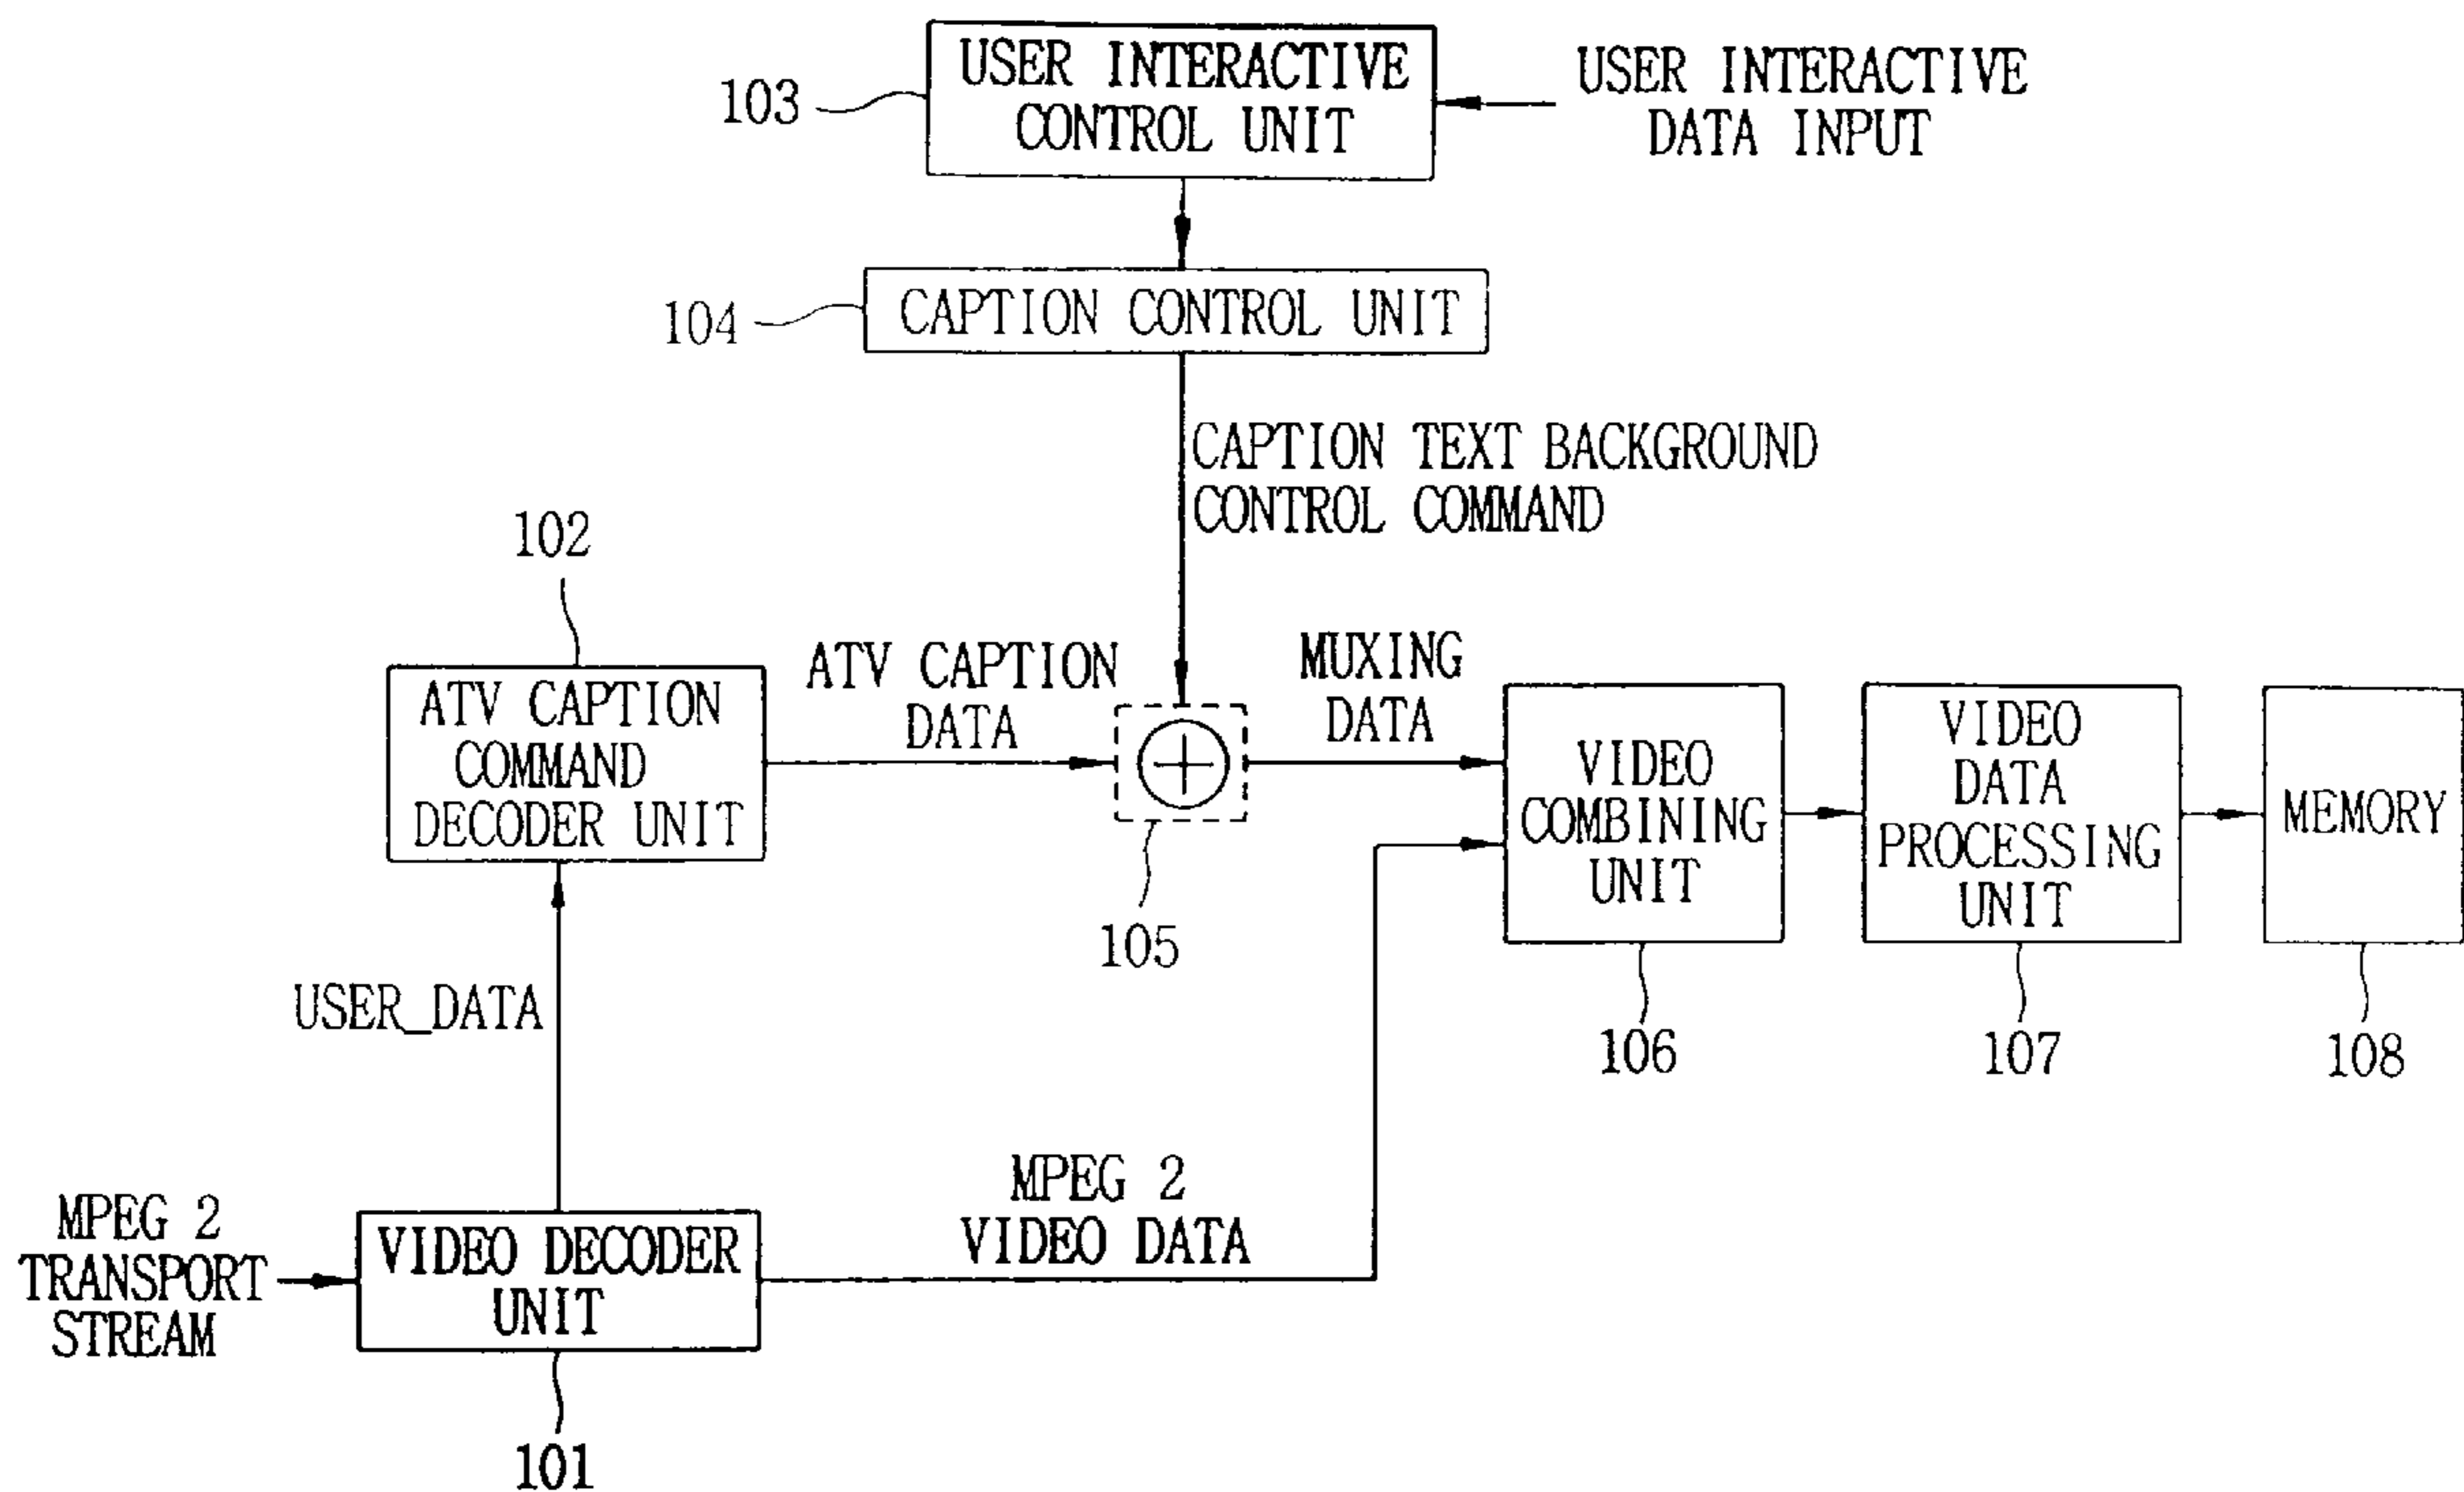 103
USER INTERACTIVE
CONTROL UNIT
USER INTERACTIVE
DATA INPUT
104
CAPTION CONTROL UNIT
CAPTION TEXT BACKGROUND
CONTROL COMMAND
102
ATV CAPTION
COMMAND
DECODER UNIT
ATV CAPTION
DATA
105
MUXING
DATA
VIDEO
COMBINING
UNIT
106
VIDEO
DATA
PROCESSING
UNIT
107
MEMORY
108
USER_DATA
MPEG 2
TRANSPORT
STREAM
VIDEO DECODER
UNIT
101
MPEG 2
VIDEO DATA